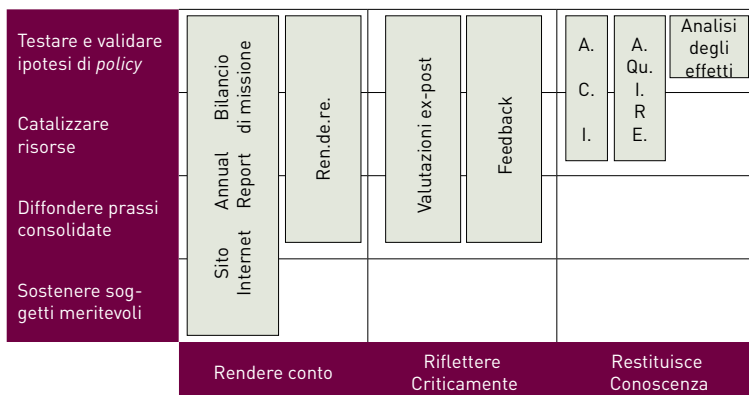 Testare e validare
ipotesi di policy
Catalizzare
risorse
Diffondere prassi
consolidate
Sostenere sog-
getti meritevoli
Bilancio
di missione
Annual
Report
Sito
Internet
Ren.de.re.
Valutazioni ex-post
Feedback
A.
C.
I.
A.
Qu.
I.
R
E.
Analisi
degli
effetti
Rendere conto
Riflettere
Criticamente
Restituisce
Conoscenza